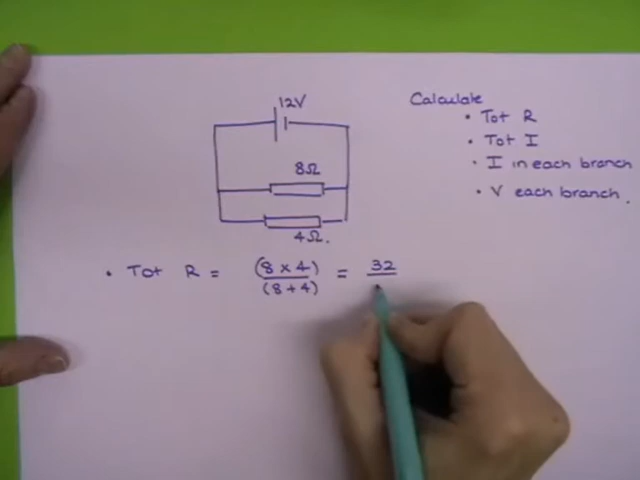 12V
8Ω
4Ω.
Calculate
• Tot R
• Tot I
• I in each branch
• V each branch.
• Tot R = (8 x 4) = 32
(8 + 4)